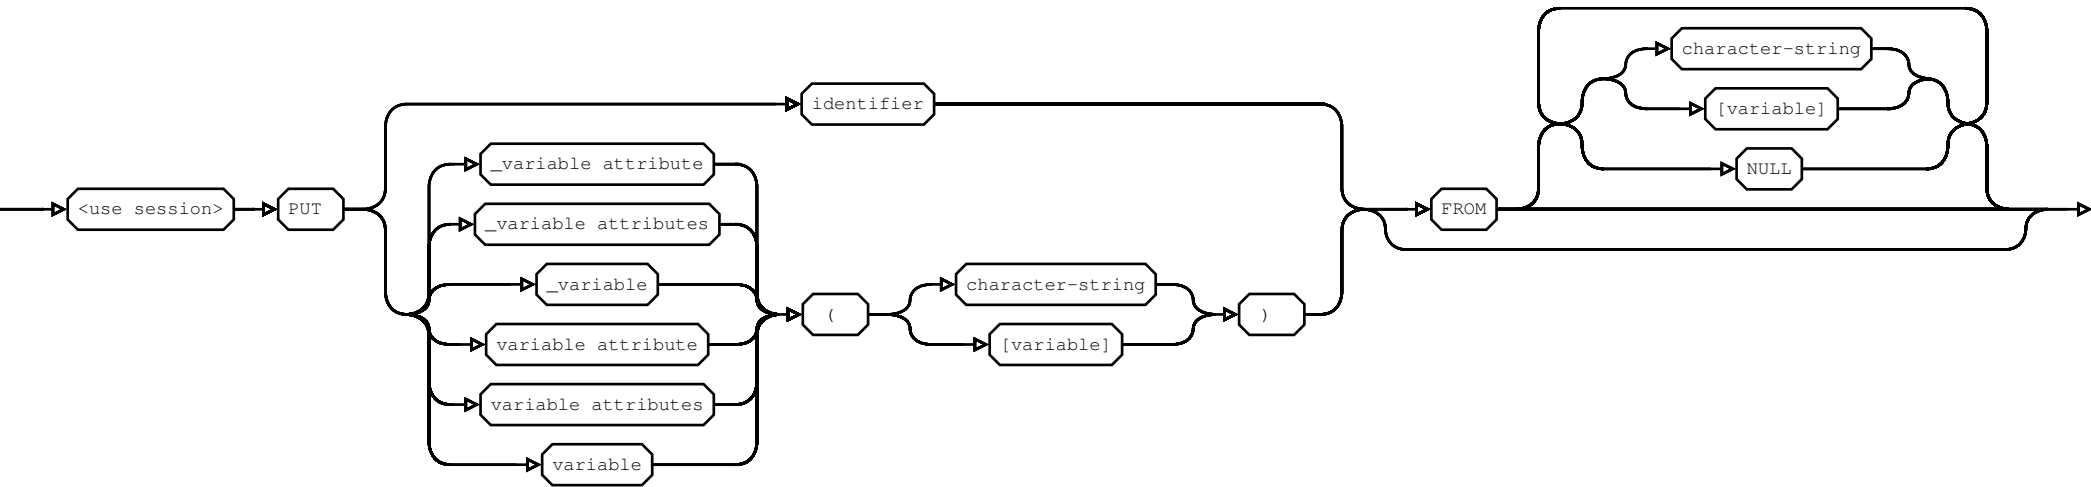 character-string
[variable]
NULL
identifier
_variable attribute
<use session>
PUT
_variable attributes
FROM
_variable
(
character-string
)
[variable]
variable attribute
variable attributes
variable